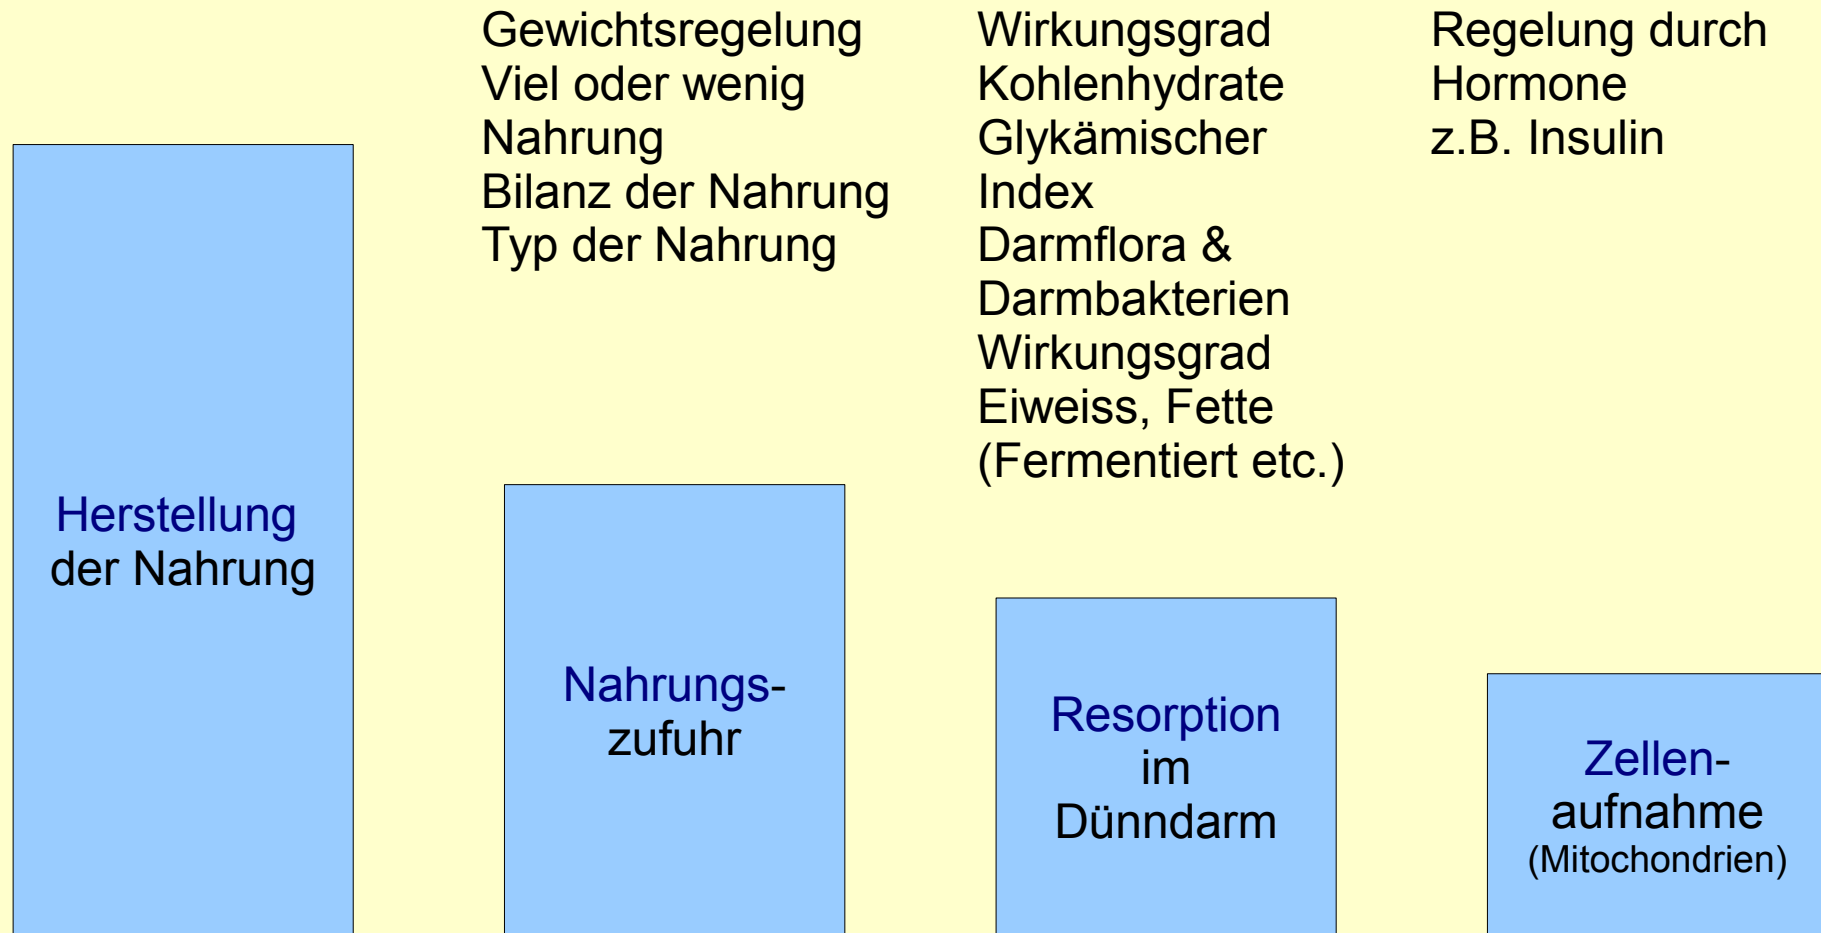 Gewichtsregelung
Viel oder wenig
Nahrung
Bilanz der Nahrung
Typ der Nahrung
Wirkungsgrad
Kohlenhydrate
Glykämischer
Index
Darmflora &
Darmbakterien
Wirkungsgrad
Eiweiss, Fette
(Fermentiert etc.)
Regelung durch
Hormone
z.B. Insulin
Herstellung
der Nahrung
Nahrungs-
zufuhr
Resorption
im
Dünndarm
Zellen-
aufnahme
(Mitochondrien)